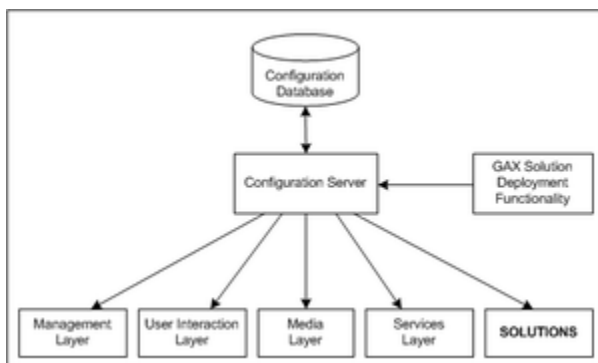 Configuration
Database
Configuration Server
GAX Solution
Deployment
Functionality
Management
Layer
User Interaction
Layer
Media
Layer
Services
Layer
SOLUTIONS